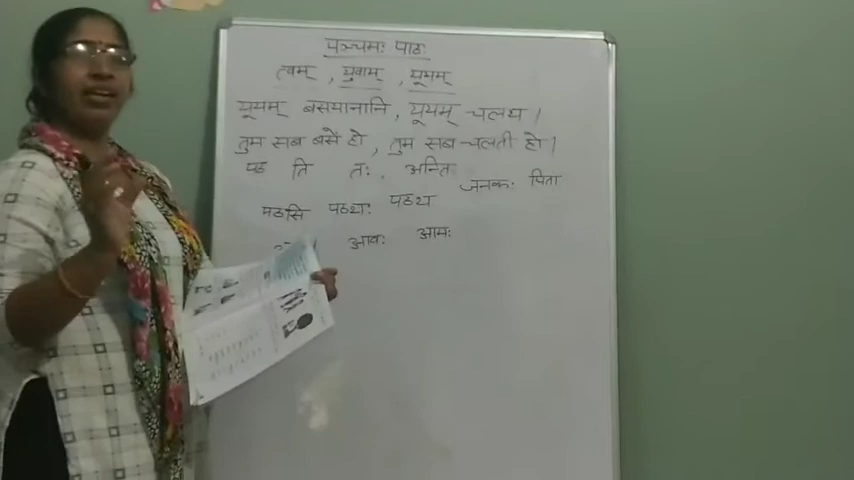 पञ्चमः पाठः
त्वम् , युवाम् , यूयम्
यूयम् बसयानानि , यूयम् चलथ ।
तुम सब बसें हो , तुम सब चलती हो ।
पठ ति तः . अन्ति
जनकः पिता
पठसि पठथः पठथ
आवः आमः